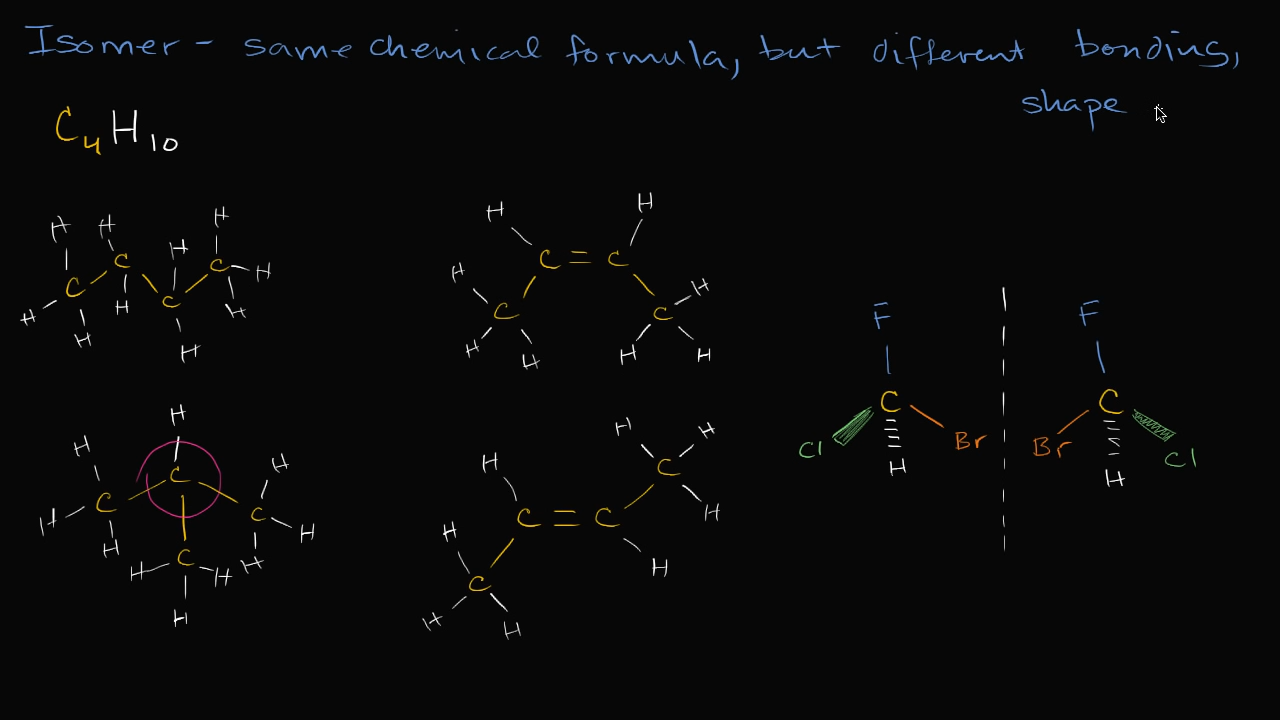 Isomer - same chemical formula, but different bonding,
shape
C4H10
H H H H
C C C C H
H H H H H
H H
C = C
H C C H
H H H H
H
H C H
H C C H
H H C H H
H
H H
H C H
C = C
H H
C
H H
F F
C C
Cl H Br Br H Cl